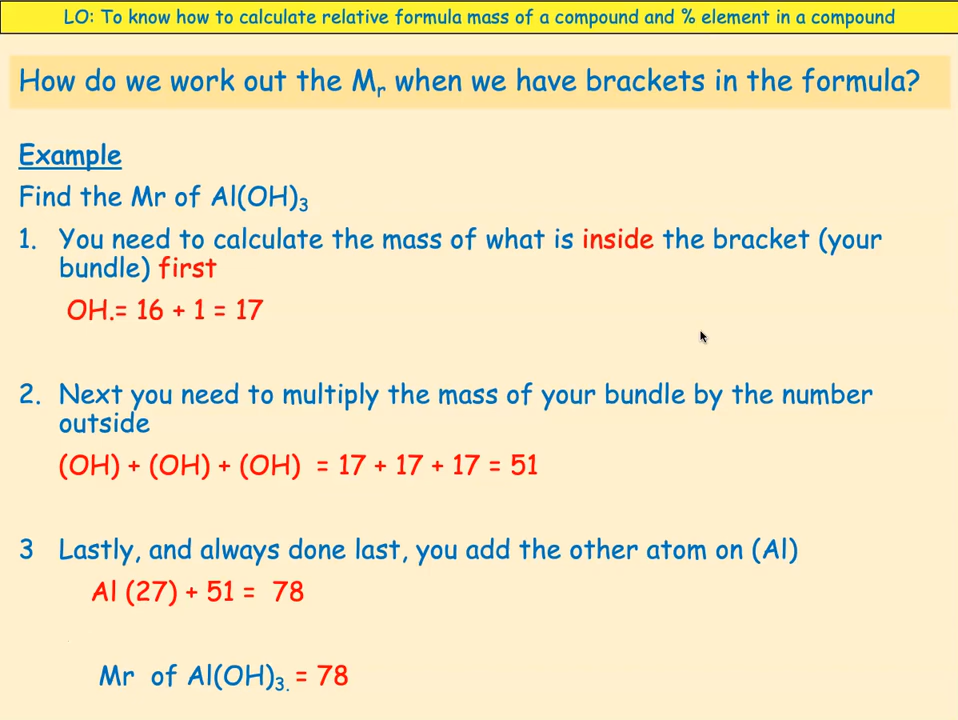 LO: To know how to calculate relative formula mass of a compound and % element in a compound
How do we work out the Mr when we have brackets in the formula?
Example
Find the Mr of Al(OH)3
1. You need to calculate the mass of what is inside the bracket (your
bundle) first
OH.= 16 + 1 = 17
2. Next you need to multiply the mass of your bundle by the number
outside
(OH) + (OH) + (OH) = 17 + 17 + 17 = 51
3 Lastly, and always done last, you add the other atom on (Al)
Al (27) + 51 = 78
Mr of Al(OH)3. = 78